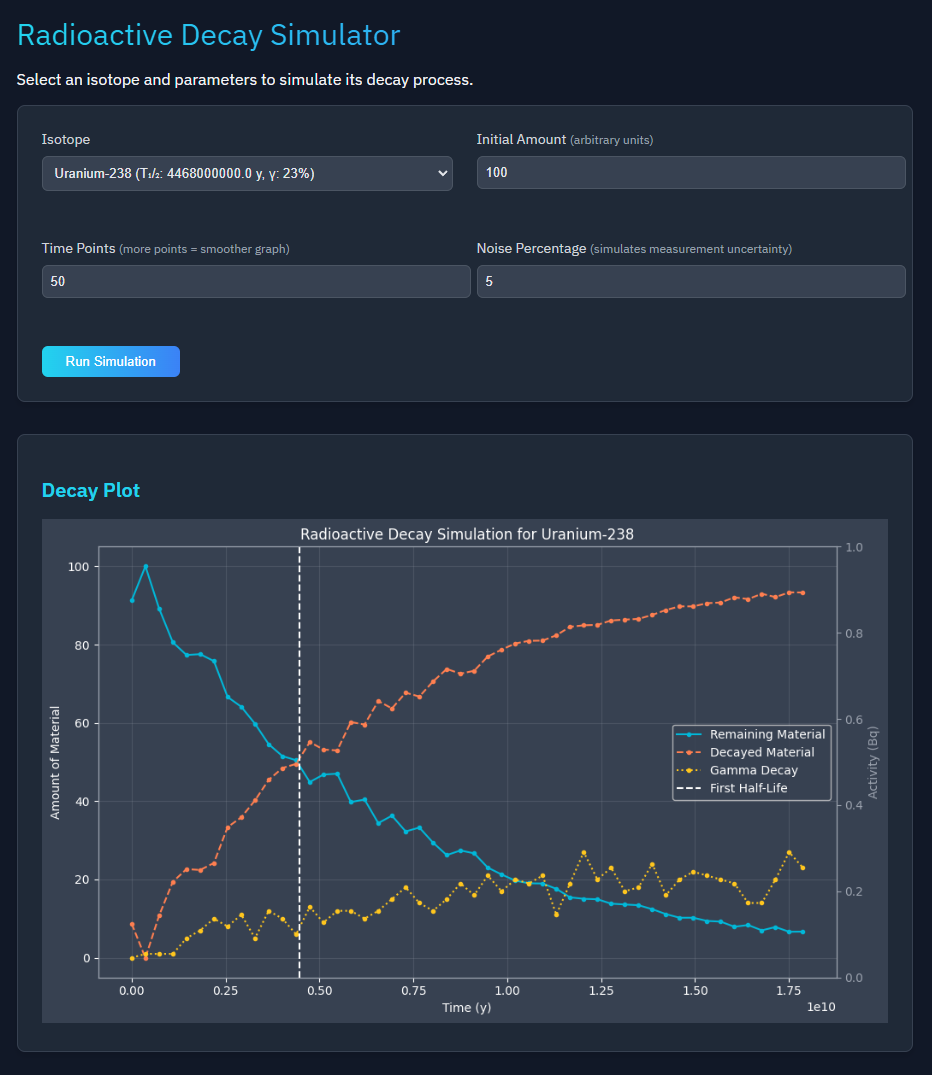 Radioactive Decay Simulator
Select an isotope and parameters to simulate its decay process.
Isotope
Uranium-238 (T₁/₂: 4468000000.0 y, γ: 23%)
Initial Amount (arbitrary units)
100
Time Points (more points = smoother graph)
50
Noise Percentage (simulates measurement uncertainty)
5
Run Simulation
Decay Plot
Radioactive Decay Simulation for Uranium-238
Amount of Material
100
80
60
40
20
0
1.0
0.8
0.6
0.4
0.2
0.0
Activity (Bq)
Remaining Material
Decayed Material
Gamma Decay
First Half-Life
0.00 0.25 0.50 0.75 1.00 1.25 1.50 1.75
1e10
Time (y)